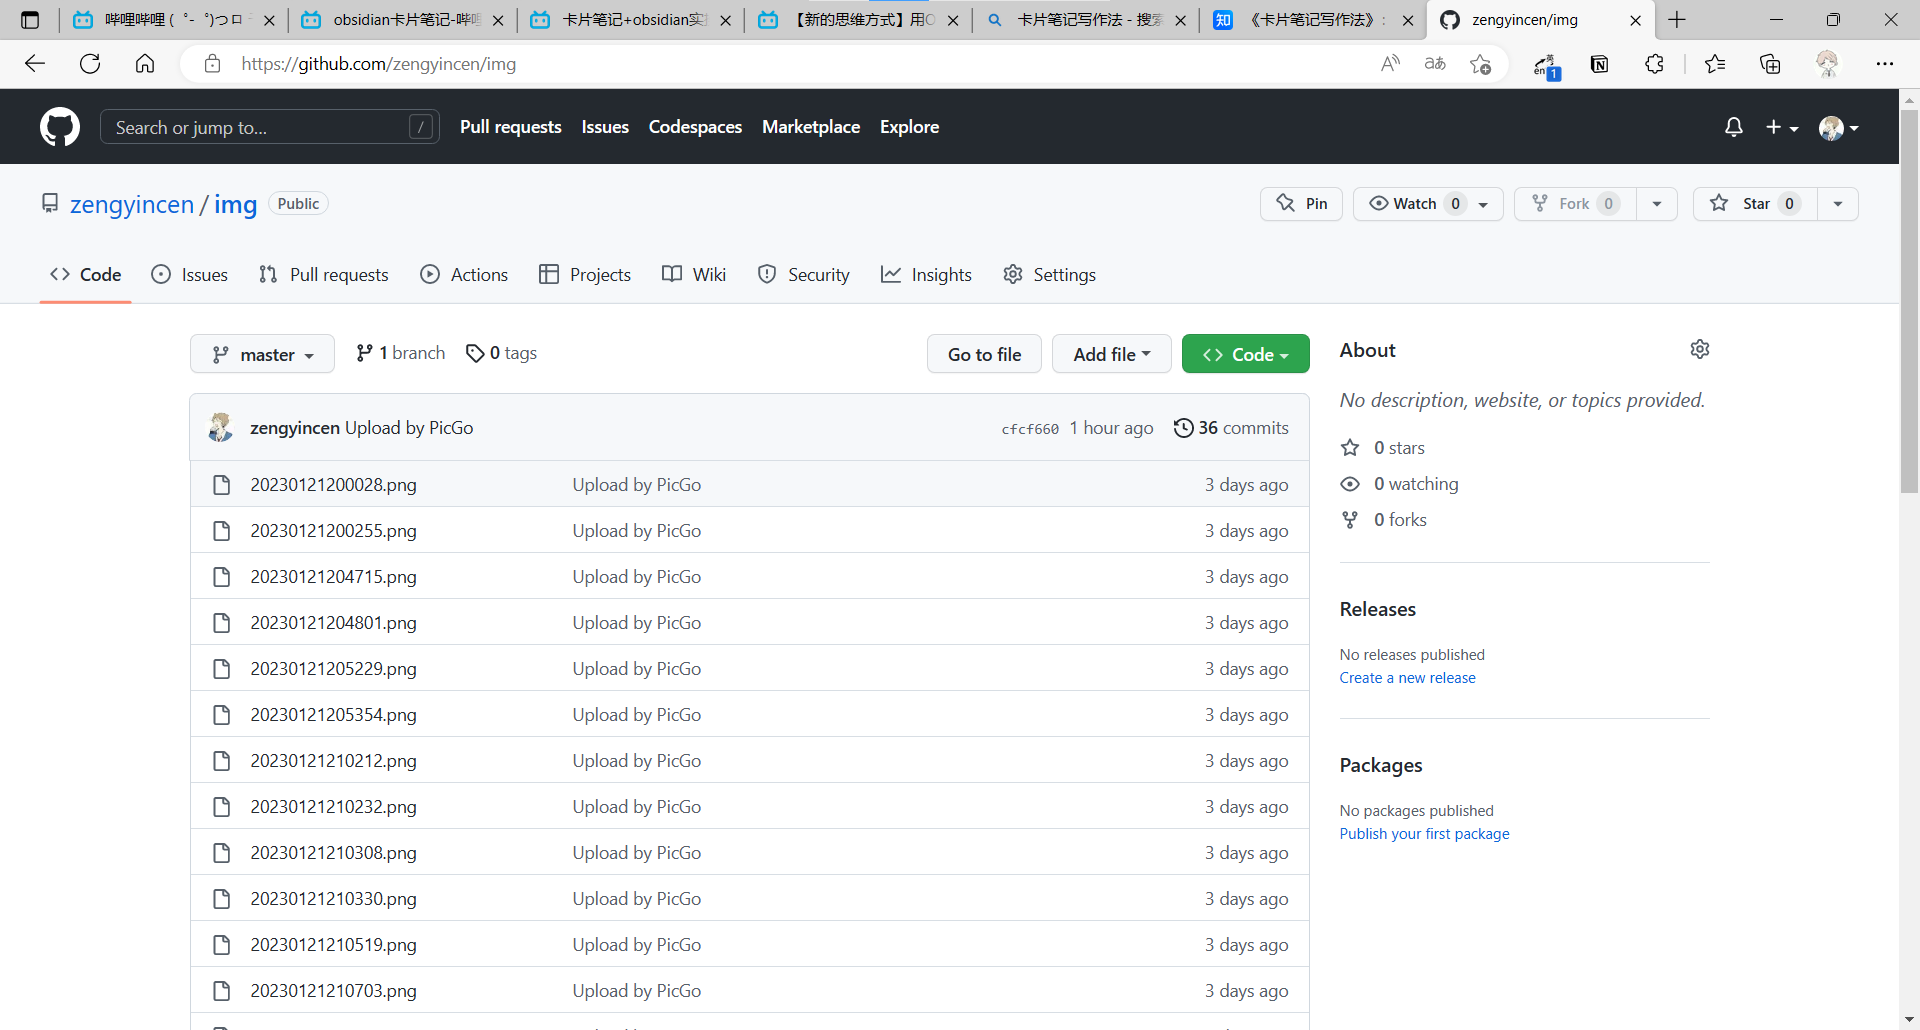 哔哩哔哩 (゜-゜)つロ
obsidian卡片笔记-哔哩
卡片笔记+obsidian实
【新的思维方式】用O
卡片笔记写作法 - 搜索
知 《卡片笔记写作法》:
zengyincen/img
https://github.com/zengyincen/img
en 英 1
Search or jump to... /
Pull requests Issues Codespaces Marketplace Explore
zengyincen / img Public
Pin Watch 0 Fork 0 Star 0
Code Issues Pull requests Actions Projects Wiki Security Insights Settings
master 1 branch 0 tags Go to file Add file Code
zengyincen Upload by PicGo cfcf660 1 hour ago 36 commits
20230121200028.png Upload by PicGo 3 days ago
20230121200255.png Upload by PicGo 3 days ago
20230121204715.png Upload by PicGo 3 days ago
20230121204801.png Upload by PicGo 3 days ago
20230121205229.png Upload by PicGo 3 days ago
20230121205354.png Upload by PicGo 3 days ago
20230121210212.png Upload by PicGo 3 days ago
20230121210232.png Upload by PicGo 3 days ago
20230121210308.png Upload by PicGo 3 days ago
20230121210330.png Upload by PicGo 3 days ago
20230121210519.png Upload by PicGo 3 days ago
20230121210703.png Upload by PicGo 3 days ago
About
No description, website, or topics provided.
0 stars
0 watching
0 forks
Releases
No releases published
Create a new release
Packages
No packages published
Publish your first package